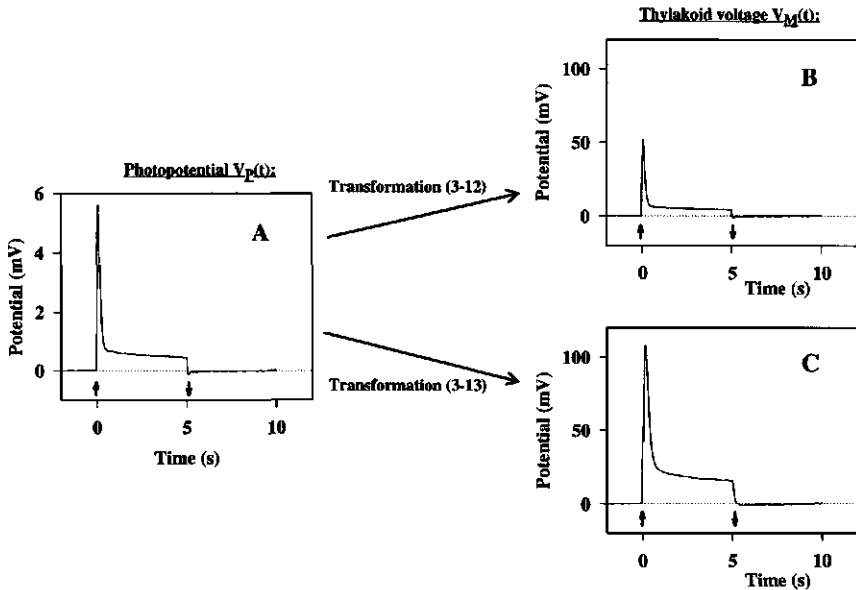 Thylakoid voltage V_M(t):
B
100
50
0
Potential (mV)
0
5
10
Time (s)
Photopotential V_P(t):
A
6
4
2
0
Potential (mV)
0
5
10
Time (s)
Transformation (3-12)
Transformation (3-13)
C
100
50
0
Potential (mV)
0
5
10
Time (s)